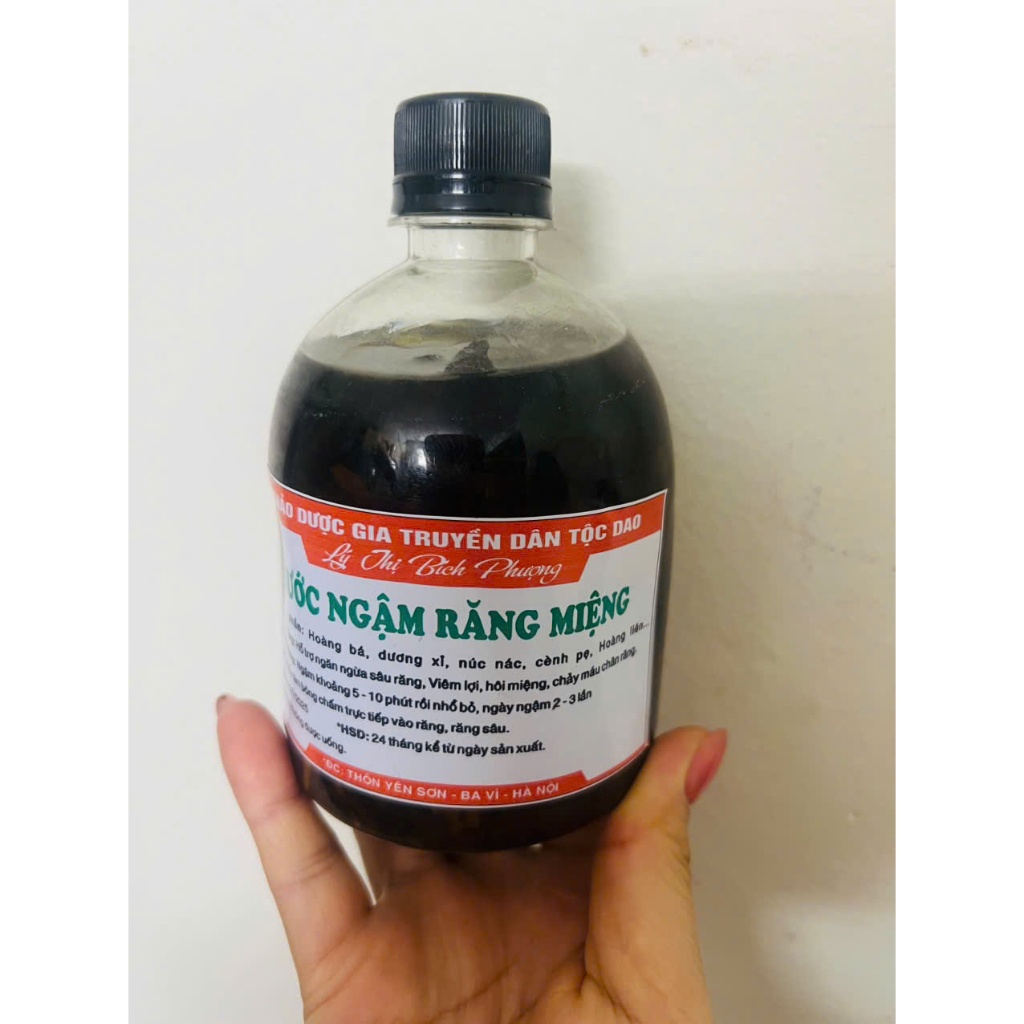 DƯỢC GIA TRUYỀN DÂN TỘC DAO
Lý Thị Bích Phượng
NGẬM RĂNG MIỆNG
Hoàng bá, dương xỉ, núc nác, cành pẹ, Hoàng liên...
Hỗ trợ ngăn ngừa sâu răng, Viêm lợi, hôi miệng, chảy máu chân răng.
Ngậm khoảng 5 - 10 phút rồi nhổ bỏ, ngày ngậm 2 - 3 lần
bông chấm trực tiếp vào răng, răng sâu.
*HSD: 24 tháng kể từ ngày sản xuất.
được uống.
*ĐC: THÔN YÊN SƠN - BA VÌ - HÀ NỘI